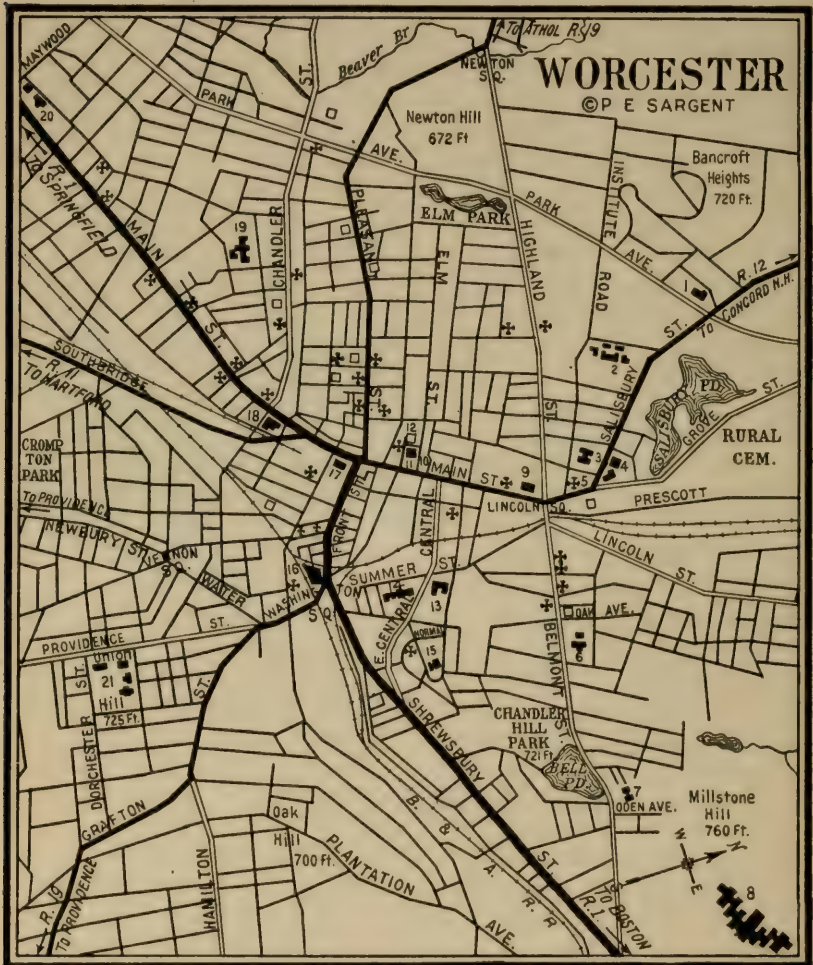 WORCESTER
© P E SARGENT
TO ATHOL R. 19
NEWTON SQ.
MAYWOOD
ST.
Beaver Br
20
PARK AVE.
Newton Hill
672 Ft
INSTITUTE ROAD
Bancroft
Heights
720 Ft.
R. 1
TO SPRINGFIELD
MAIN ST.
19
CHANDLER
PLEASANT
ST.
ELM PARK
ELM
ST.
HIGHLAND
ST.
PARK AVE.
1
R. 12
TO CONCORD N.H.
2
SALISBURY ST.
SALISBURY PD.
GROVE ST.
RURAL
CEM.
SOUTHBRIDGE
R. 11
TO HARTFORD
18
17
12
11
10
MAIN ST.
9
3
4
5
LINCOLN SQ.
PRESCOTT
CROMP
TON
PARK
TO PROVIDENCE
NEWBURY ST.
VERNON
SQ.
WATER
FRONT ST.
16
WASHINGTON
SQ.
SUMMER ST.
CENTRAL
E. CENTRAL
13
NORMAL
15
LINCOLN ST.
OAK AVE.
6
BELMONT ST.
PROVIDENCE ST.
Union
21
Hill
725 Ft.
DORCHESTER ST.
GRAFTON
ST.
R. 19
TO PROVIDENCE
HAMILTON
Oak
Hill
700 Ft.
PLANTATION
AVE.
B. & A. R R
SHREWSBURY
ST.
CHANDLER
HILL
PARK
721 Ft
BELL
PD.
7
ODEN AVE.
Millstone
Hill
760 Ft.
W N
S E
8
TO BOSTON
R. 1.